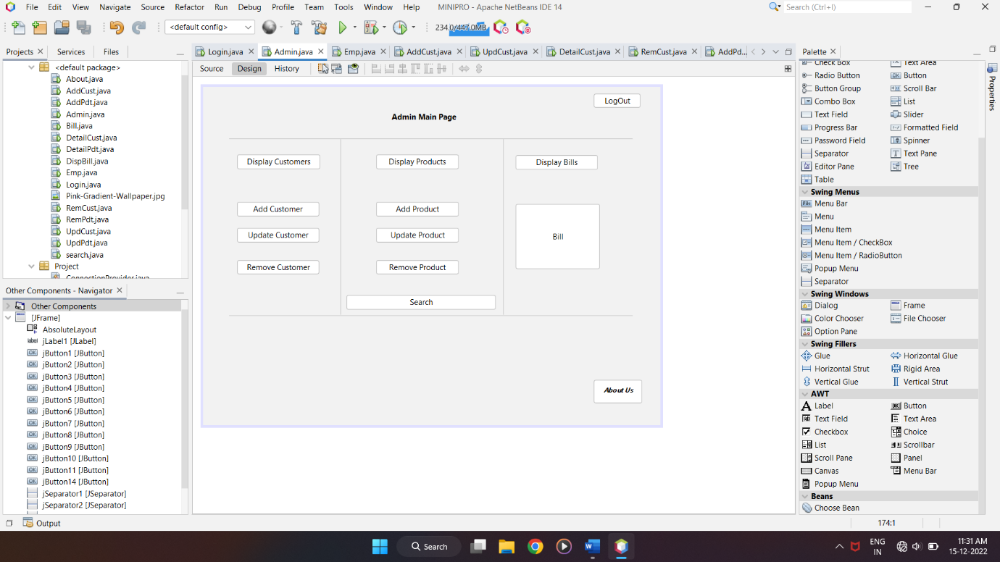 File Edit View Navigate Source Refactor Run Debug Profile Team Tools Window Help MINIPRO - Apache NetBeans IDE 14 Search (Ctrl+I)
<default config> 234.0/447.0MB
Projects Services Files
<default package>
About.java
AddCust.java
AddPdt.java
Admin.java
Bill.java
DetailCust.java
DetailPdt.java
DispBill.java
Emp.java
Login.java
Pink-Gradient-Wallpaper.jpg
RemCust.java
RemPdt.java
UpdCust.java
UpdPdt.java
search.java
Project
ConnectionProvider.java
Other Components - Navigator
Other Components
[JFrame]
AbsoluteLayout
jLabel1 [JLabel]
jButton1 [JButton]
jButton2 [JButton]
jButton3 [JButton]
jButton4 [JButton]
jButton5 [JButton]
jButton6 [JButton]
jButton7 [JButton]
jButton8 [JButton]
jButton9 [JButton]
jButton10 [JButton]
jButton11 [JButton]
jButton14 [JButton]
jSeparator1 [JSeparator]
jSeparator2 [JSeparator]
Output
Login.java Admin.java Emp.java AddCust.java UpdCust.java DetailCust.java RemCust.java AddPd...
Source Design History
LogOut
Admin Main Page
Display Customers Display Products Display Bills
Add Customer Add Product
Update Customer Update Product Bill
Remove Customer Remove Product
Search
About Us
Palette
Check Box Text Area
Radio Button Button
Button Group Scroll Bar
Combo Box List
Text Field Slider
Progress Bar Formatted Field
Password Field Spinner
Separator Text Pane
Editor Pane Tree
Table
Swing Menus
Menu Bar
Menu
Menu Item
Menu Item / CheckBox
Menu Item / RadioButton
Popup Menu
Separator
Swing Windows
Dialog Frame
Color Chooser File Chooser
Option Pane
Swing Fillers
Glue Horizontal Glue
Horizontal Strut Rigid Area
Vertical Glue Vertical Strut
AWT
Label Button
Text Field Text Area
Checkbox Choice
List Scrollbar
Scroll Pane Panel
Canvas Menu Bar
Popup Menu
Beans
Choose Bean
Properties
174:1
Search
ENG
IN
11:31 AM
15-12-2022